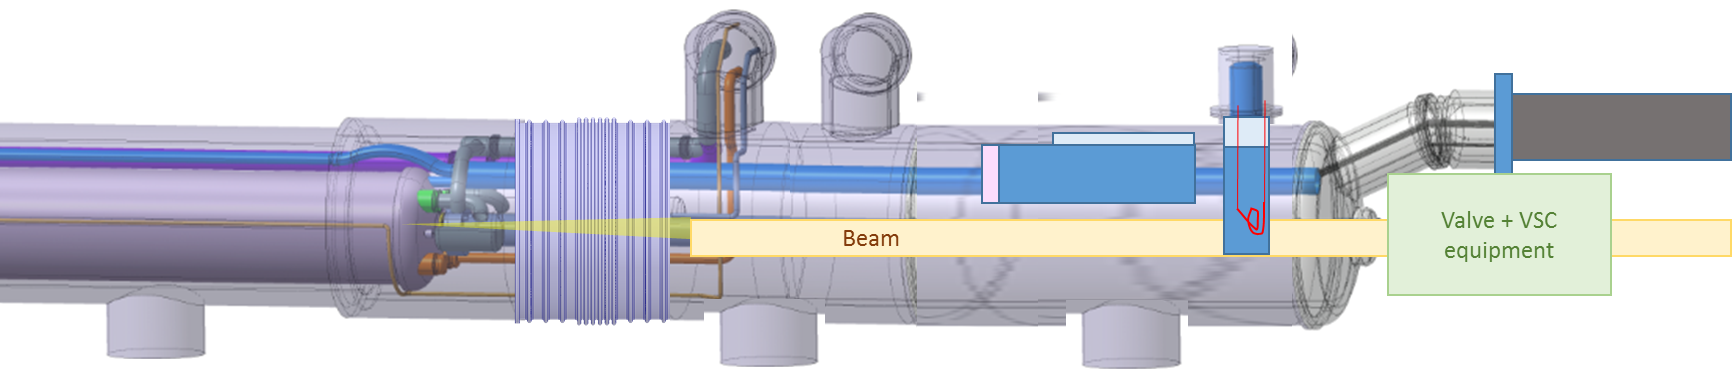 Beam
Valve + VSC
equipment